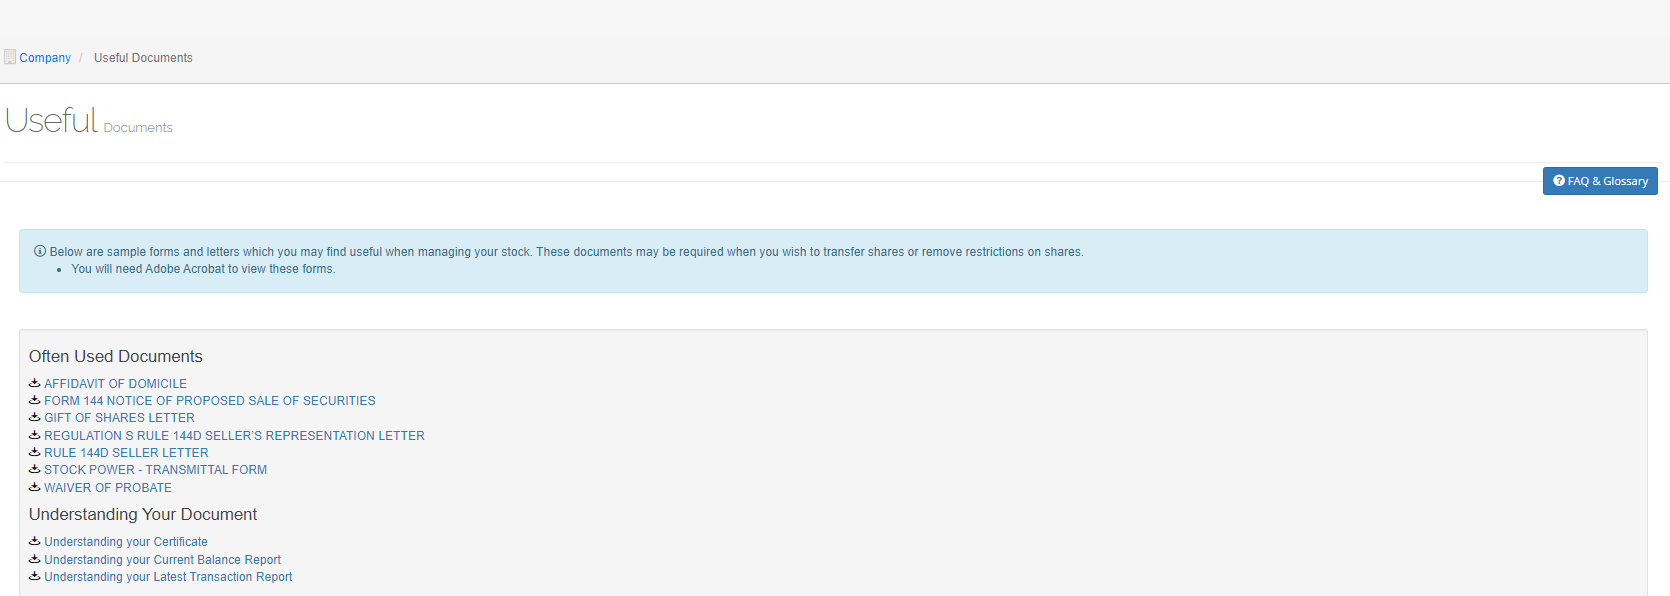 Company / Useful Documents
Useful Documents
FAQ & Glossary
Below are sample forms and letters which you may find useful when managing your stock. These documents may be required when you wish to transfer shares or remove restrictions on shares.
• You will need Adobe Acrobat to view these forms.
Often Used Documents
AFFIDAVIT OF DOMICILE
FORM 144 NOTICE OF PROPOSED SALE OF SECURITIES
GIFT OF SHARES LETTER
REGULATION S RULE 144D SELLER'S REPRESENTATION LETTER
RULE 144D SELLER LETTER
STOCK POWER - TRANSMITTAL FORM
WAIVER OF PROBATE
Understanding Your Document
Understanding your Certificate
Understanding your Current Balance Report
Understanding your Latest Transaction Report